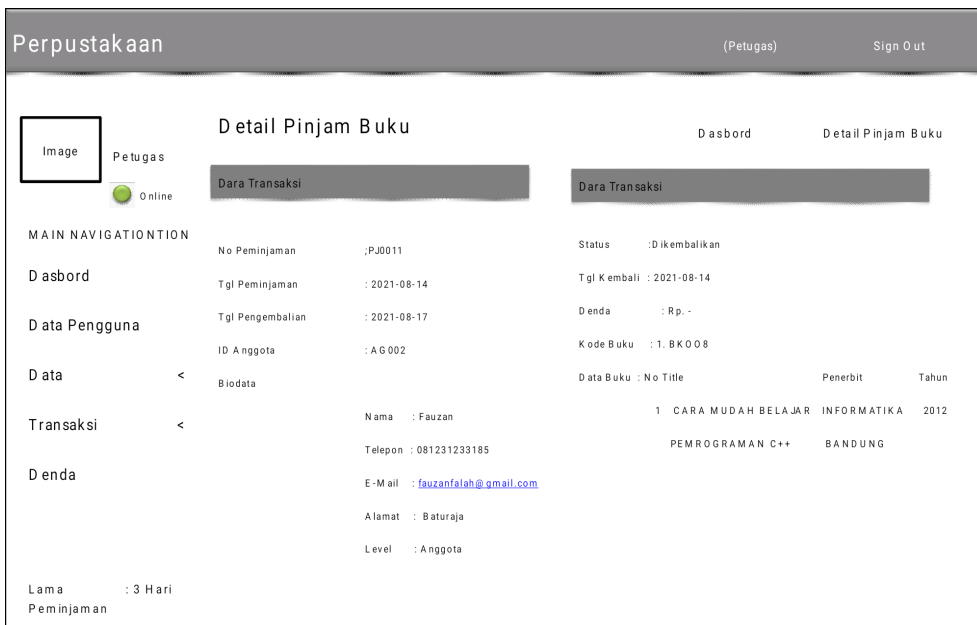 Perpustakaan
(Petugas)
Sign Out
Image
Petugas
Online
MAIN NAVIGATIONTION
Dasbord
Data Pengguna
Data <
Transaksi <
Denda
Lama : 3 Hari
Peminjaman
Detail Pinjam Buku
Dasbord
Detail Pinjam Buku
Dara Transaksi
No Peminjaman ;PJ0011
Tgl Peminjaman : 2021-08-14
Tgl Pengembalian : 2021-08-17
ID Anggota : AG002
Biodata
Nama : Fauzan
Telepon : 081231233185
E-Mail : fauzanfalah@gmail.com
Alamat : Baturaja
Level : Anggota
Dara Transaksi
Status :Dikembalikan
Tgl Kembali : 2021-08-14
Denda : Rp. -
Kode Buku : 1. BKOO8
Data Buku : No Title Penerbit Tahun
1 CARA MUDAH BELAJAR INFORMATIKA 2012
PEMROGRAMAN C++ BANDUNG